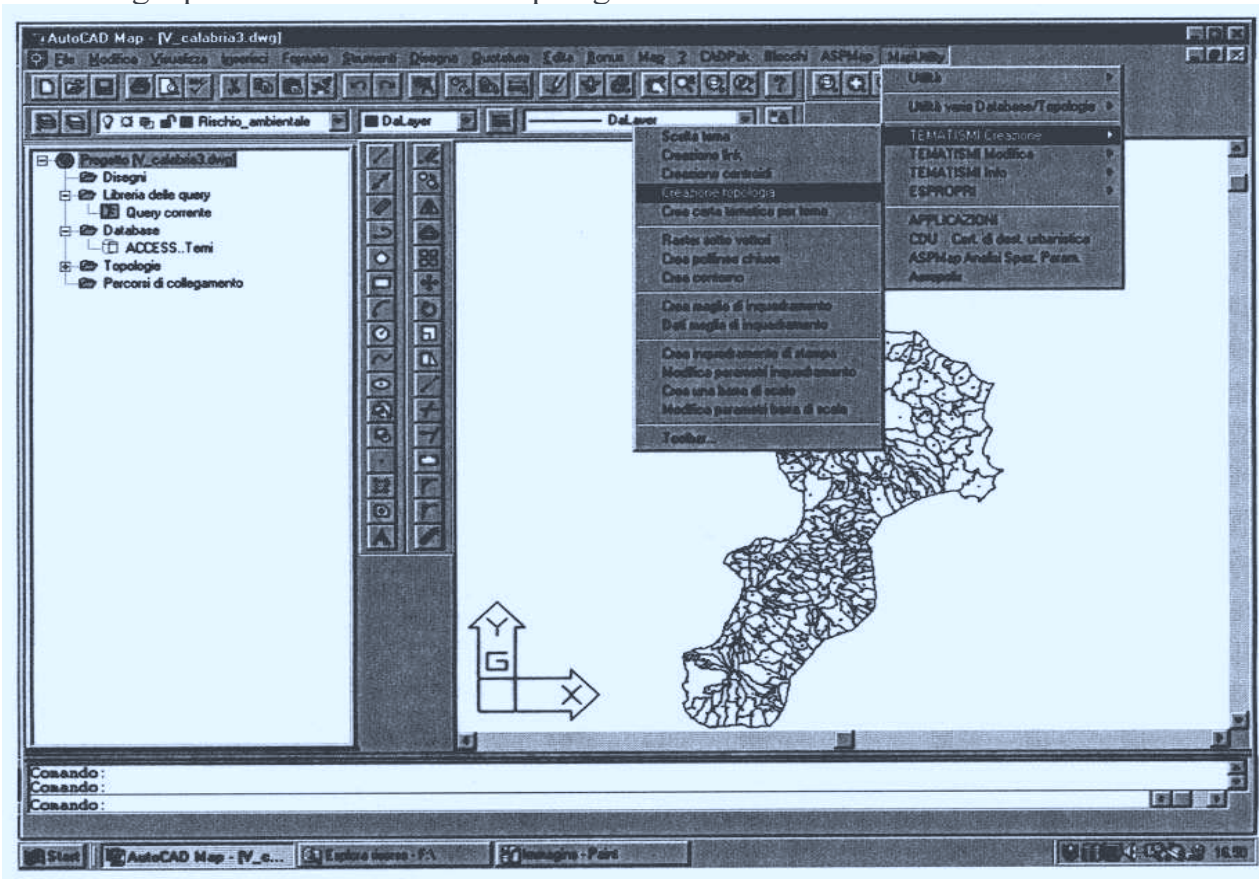 AutoCAD Map - [V_calabria3.dwg]
File Modifica Visualizza Inserisci Formato Strumenti Disegna Quotatura Edita Bonus Map ? CADPak Blocchi ASPMap MapUtility
Rischio_ambientale DaLayer DaLayer
Utilità
Utilità varie Database/Topologie
TEMATISMI Creazione
TEMATISMI Modifica
TEMATISMI Info
ESPROPRI
APPLICAZIONI
CDU Cert. di dest. urbanistica
ASPMap Analisi Spaz. Param.
Scelta tema
Creazione link
Creazione centroidi
Creazione topologia
Crea carta tematica per tema
Raster sotto vettori
Crea polilinee chiuse
Crea contorno
Crea maglia di inquadramento
Dati maglia di inquadramento
Crea inquadramento di stampa
Modifica parametri inquadramento
Crea una barra di scala
Modifica parametri barra di scala
Toolbar...
Progetto [V_calabria3.dwg]
Disegni
Libreria delle query
Query corrente
Database
ACCESS..Temi
Topologie
Percorsi di collegamento
Y
G
X
Comando:
Comando:
Comando:
Start AutoCAD Map - [V_c... Esplora risorse - F:\ Immagine - Paint 16.50